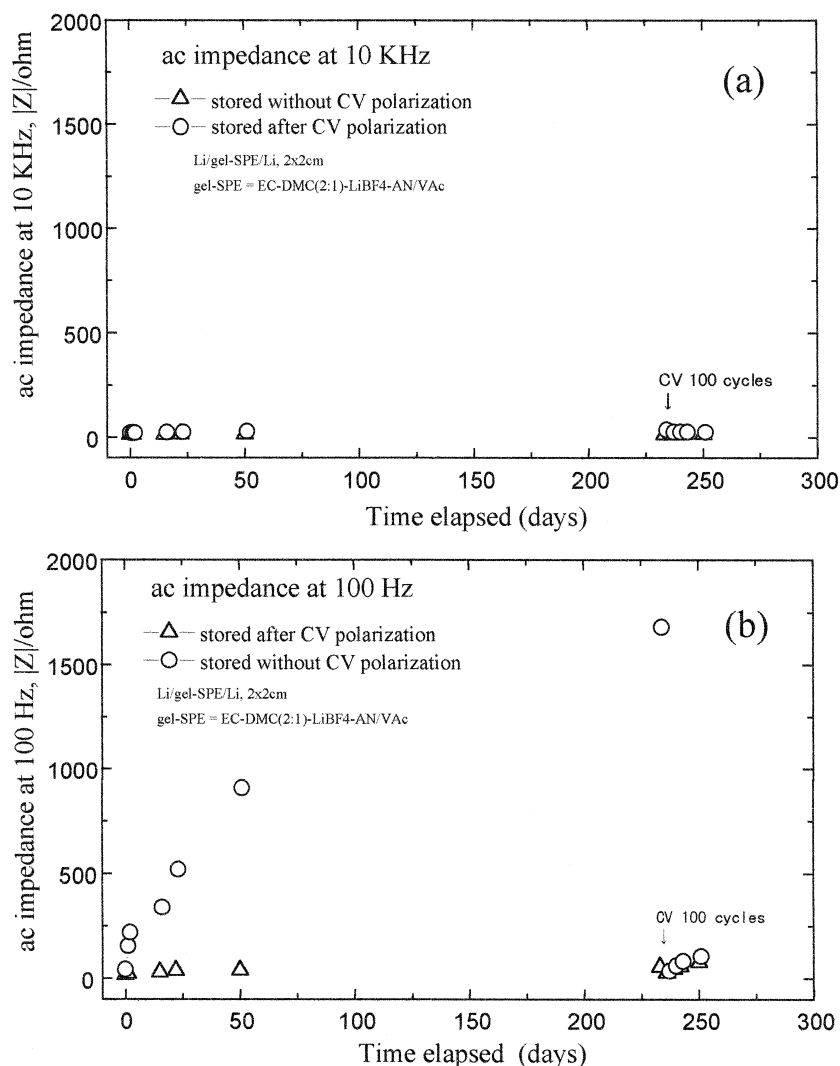 2000
ac impedance at 10 KHz
(a)
stored without CV polarization
1500
stored after CV polarization
Li/gel-SPE/Li, 2x2cm
gel-SPE = EC-DMC(2:1)-LiBF4-AN/VAc
1000
ac impedance at 10 KHz, |Z|/ohm
500
CV 100 cycles
0
0 50 100 150 200 250 300
Time elapsed (days)
2000
ac impedance at 100 Hz
(b)
stored after CV polarization
stored without CV polarization
1500
Li/gel-SPE/Li, 2x2cm
gel-SPE = EC-DMC(2:1)-LiBF4-AN/VAc
1000
ac impedance at 100 Hz, |Z|/ohm
500
CV 100 cycles
0
0 50 100 150 200 250 300
Time elapsed (days)